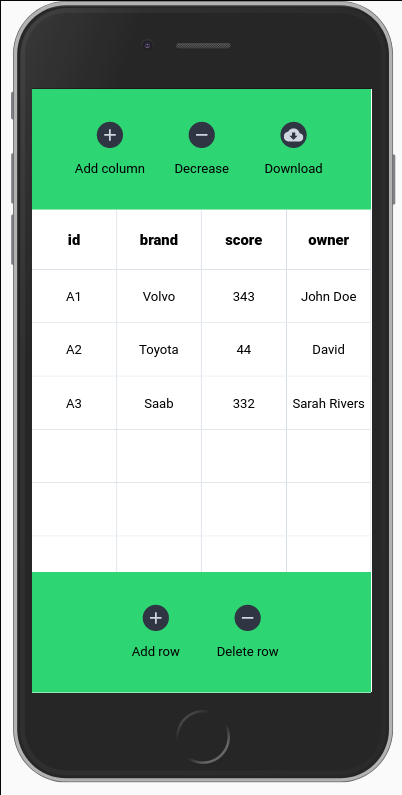 Add column Decrease Download
id brand score owner
A1 Volvo 343 John Doe
A2 Toyota 44 David
A3 Saab 332 Sarah Rivers
Add row Delete row